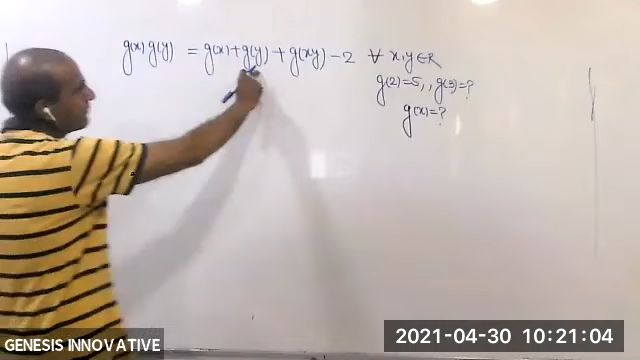 g(x) g(y) = g(x) + g(y) + g(xy) - 2 ∀ x, y ∈ R
g(2) = 5, , g(3) = ?
g(x) = ?
GENESIS INNOVATIVE
2021-04-30 10:21:04